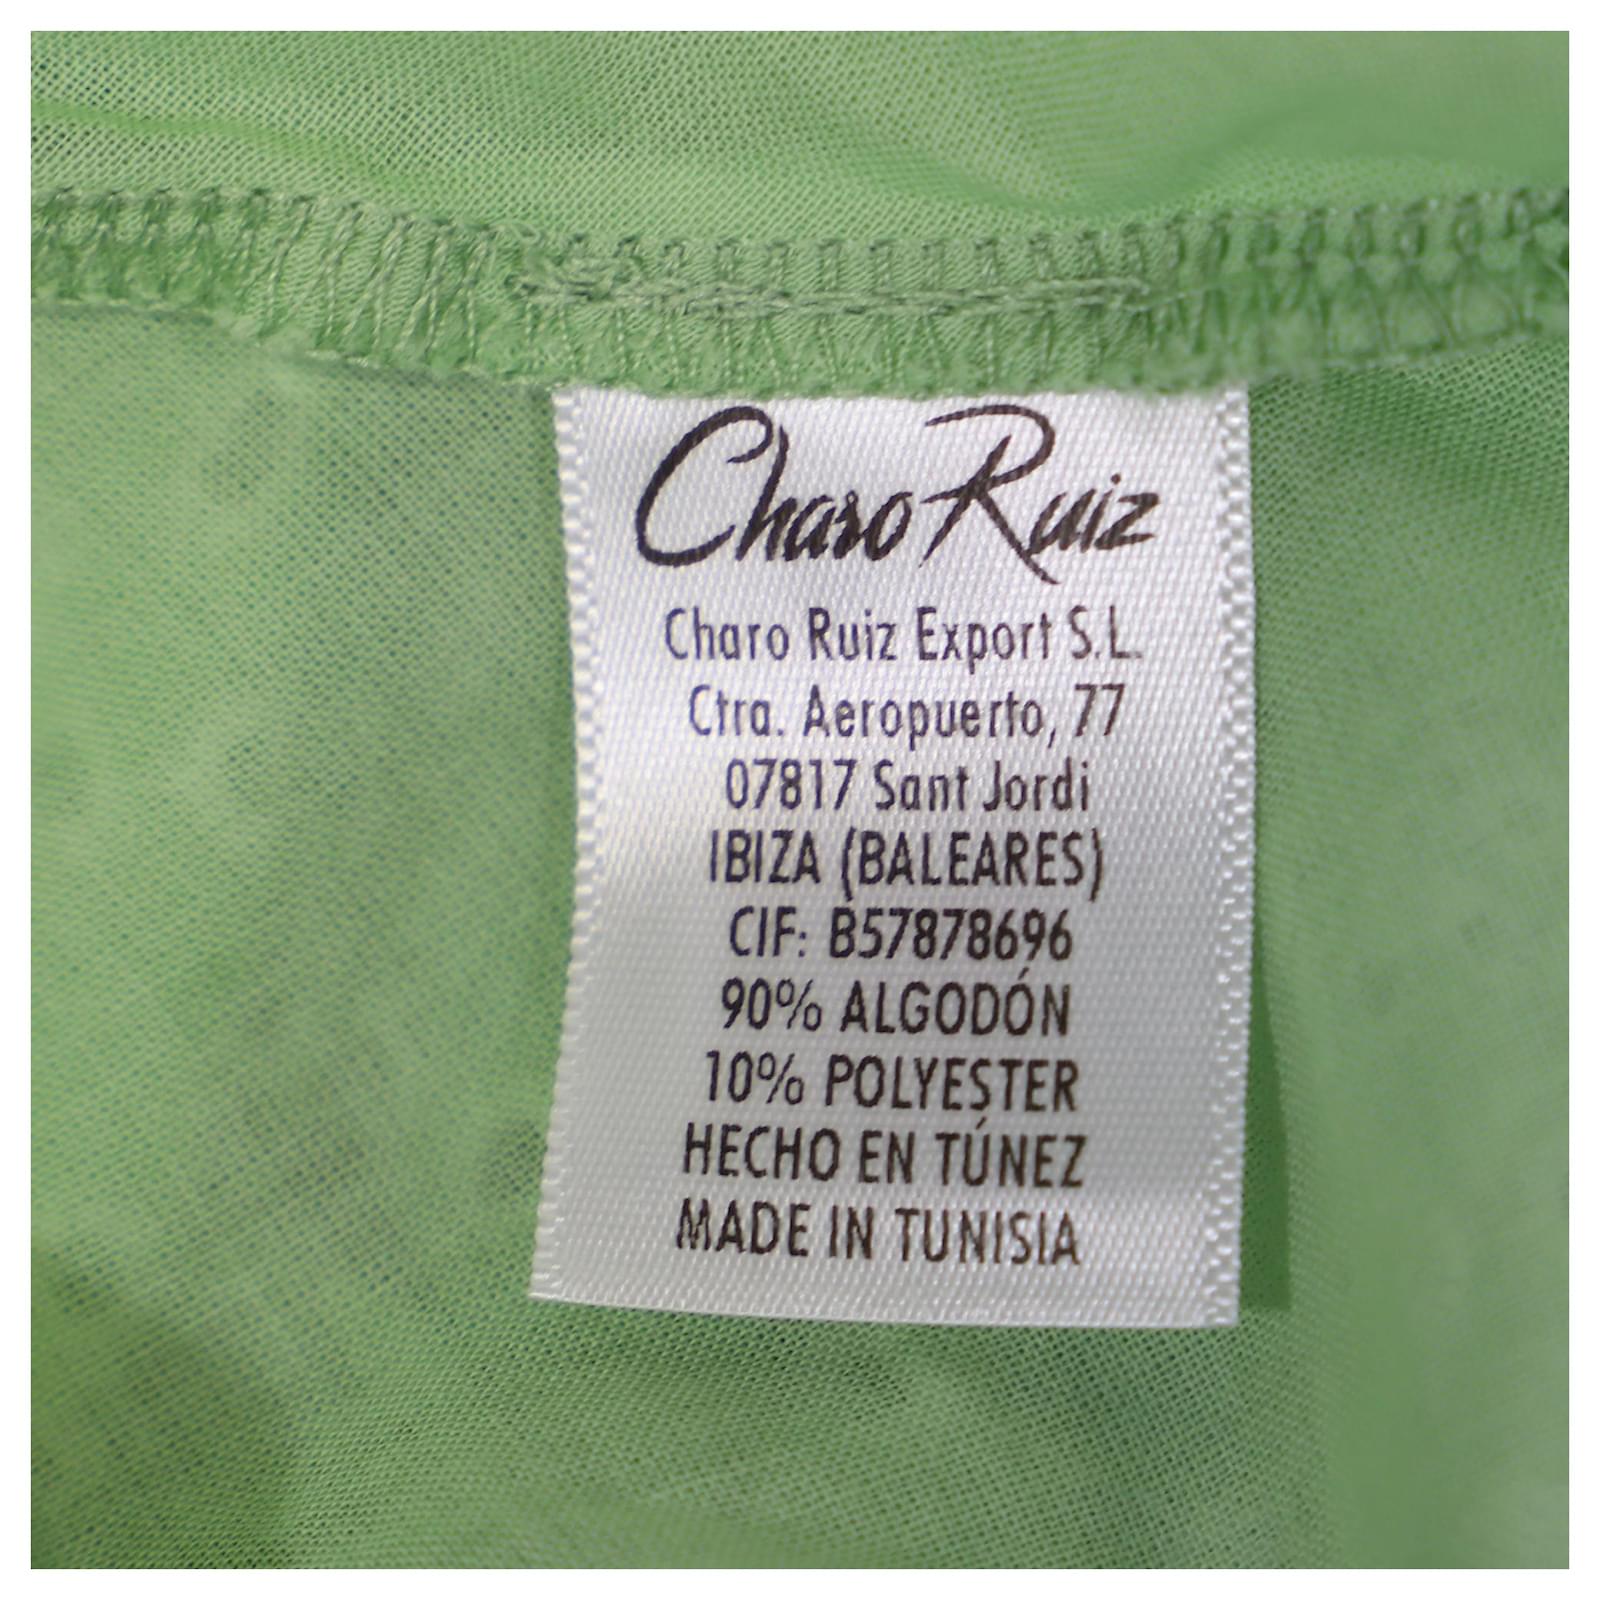 Charo Ruiz
Charo Ruiz Export S.L.
Ctra. Aeropuerto, 77
07817 Sant Jordi
IBIZA (BALEARES)
CIF: B57878696
90% ALGODÓN
10% POLYESTER
HECHO EN TÚNEZ
MADE IN TUNISIA